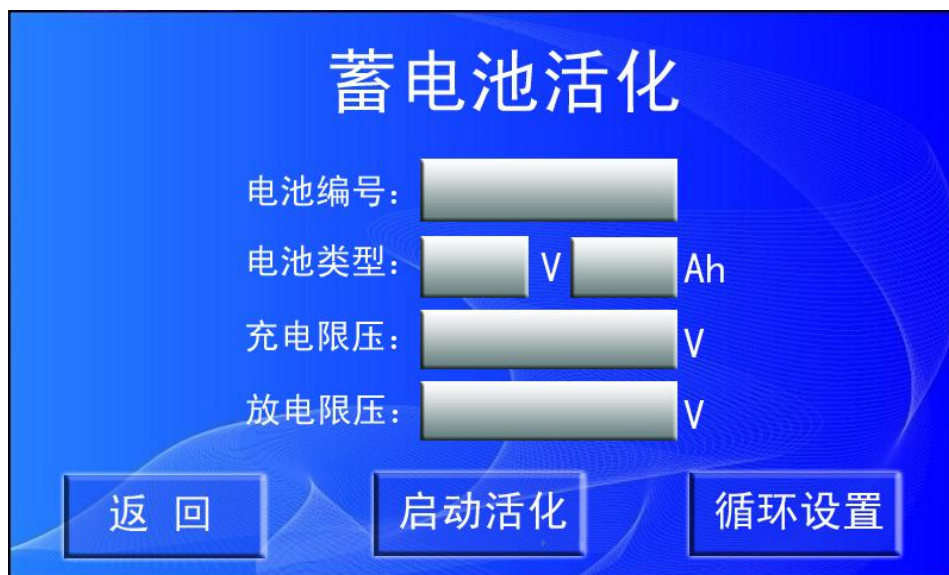 蓄电池活化
电池编号：
电池类型： V Ah
充电限压： V
放电限压： V
返 回 启动活化 循环设置